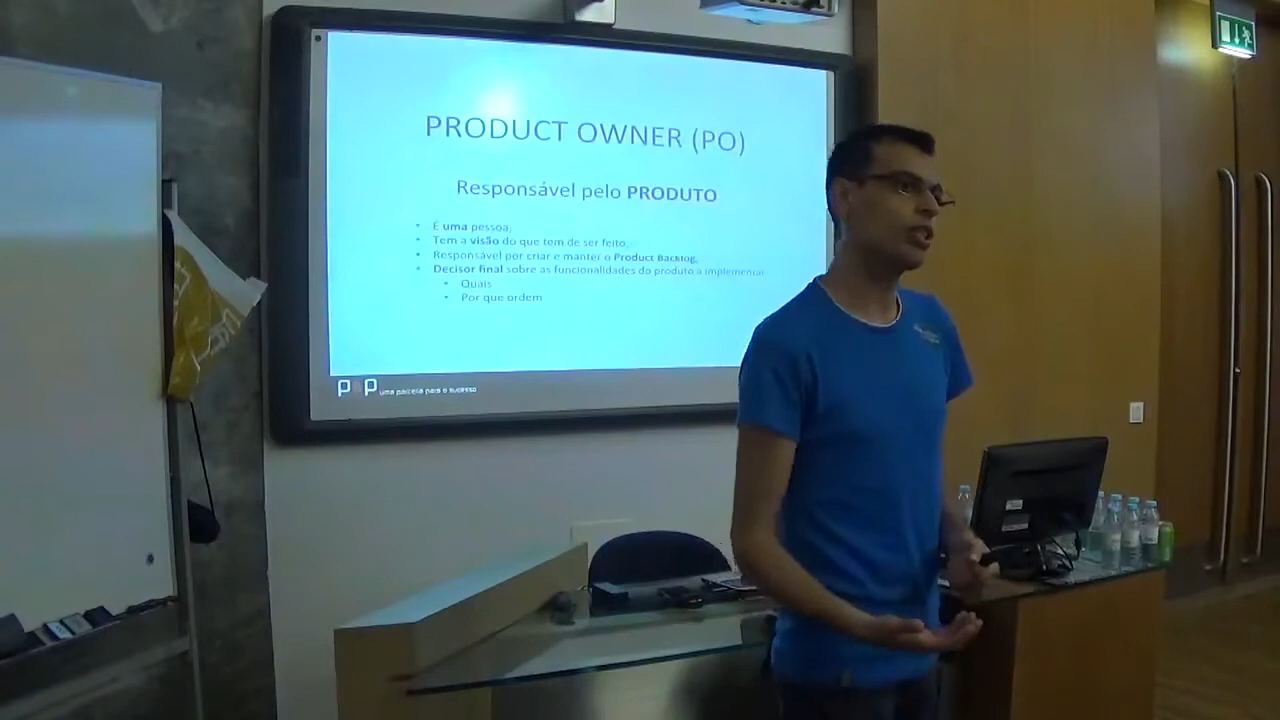 PRODUCT OWNER (PO)
Responsável pelo PRODUTO
É uma pessoa,
Tem a visão do que tem de ser feito,
Responsável por criar e manter o Product Backlog,
Decisor final sobre as funcionalidades do produto a implementar
Quais
Por que ordem
uma parceria para o sucesso